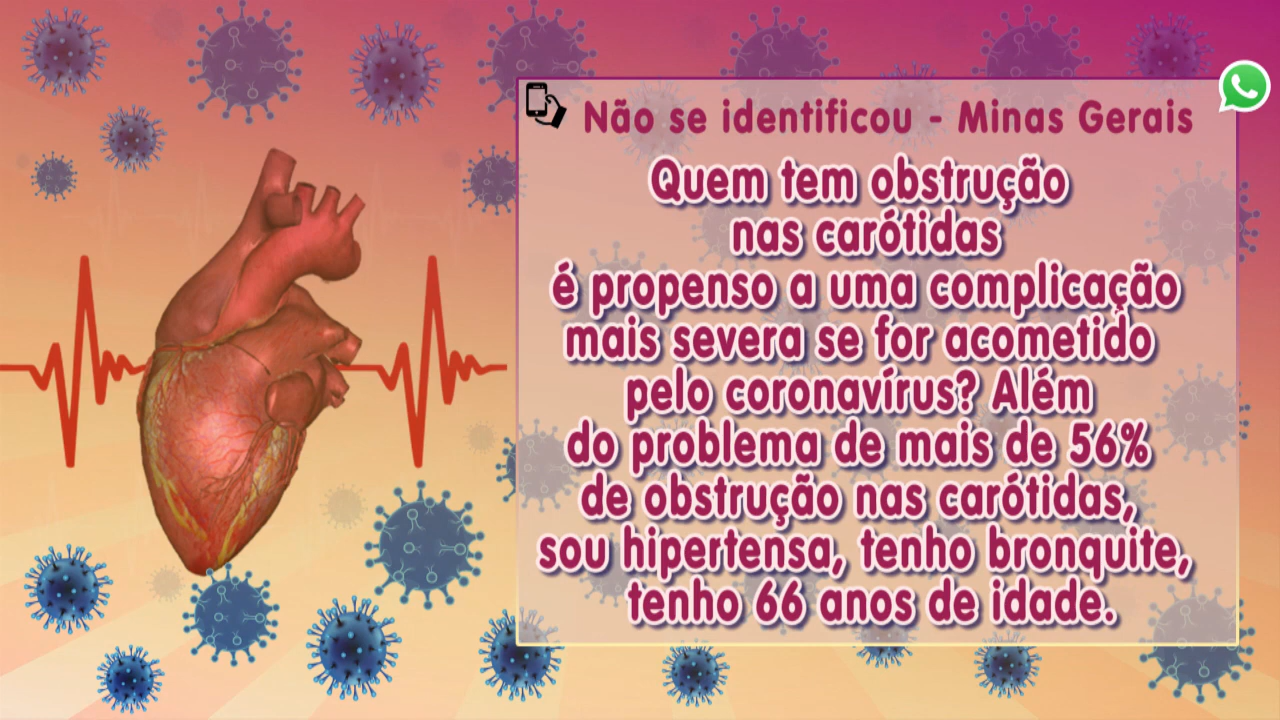 Não se identificou - Minas Gerais
Quem tem obstrução
nas carótidas
é propenso a uma complicação
mais severa se for acometido
pelo coronavírus? Além
do problema de mais de 56%
de obstrução nas carótidas,
sou hipertensa, tenho bronquite,
tenho 66 anos de idade.